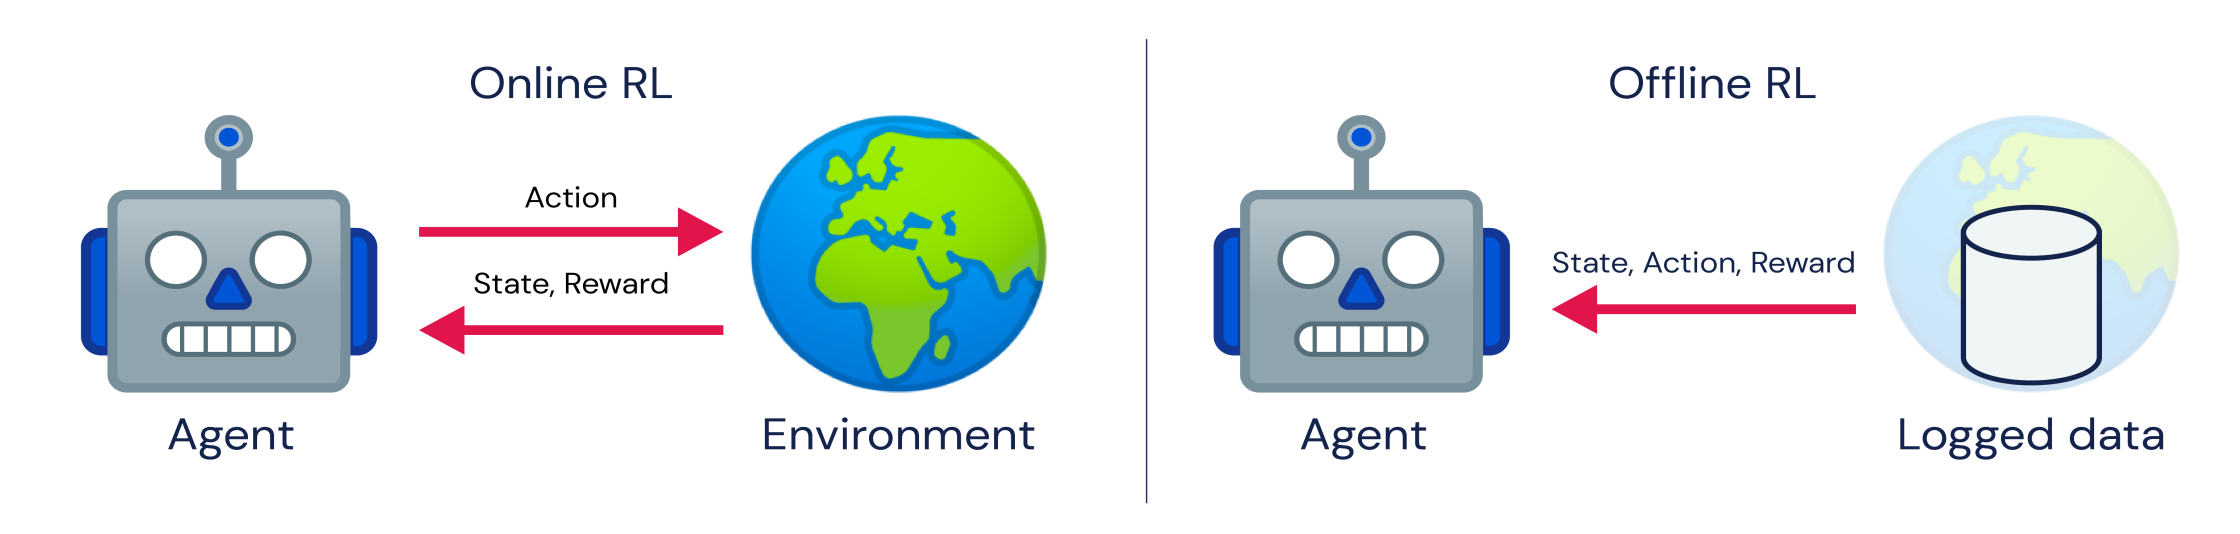 Online RL
Action
State, Reward
Agent
Environment
Offline RL
State, Action, Reward
Agent
Logged data